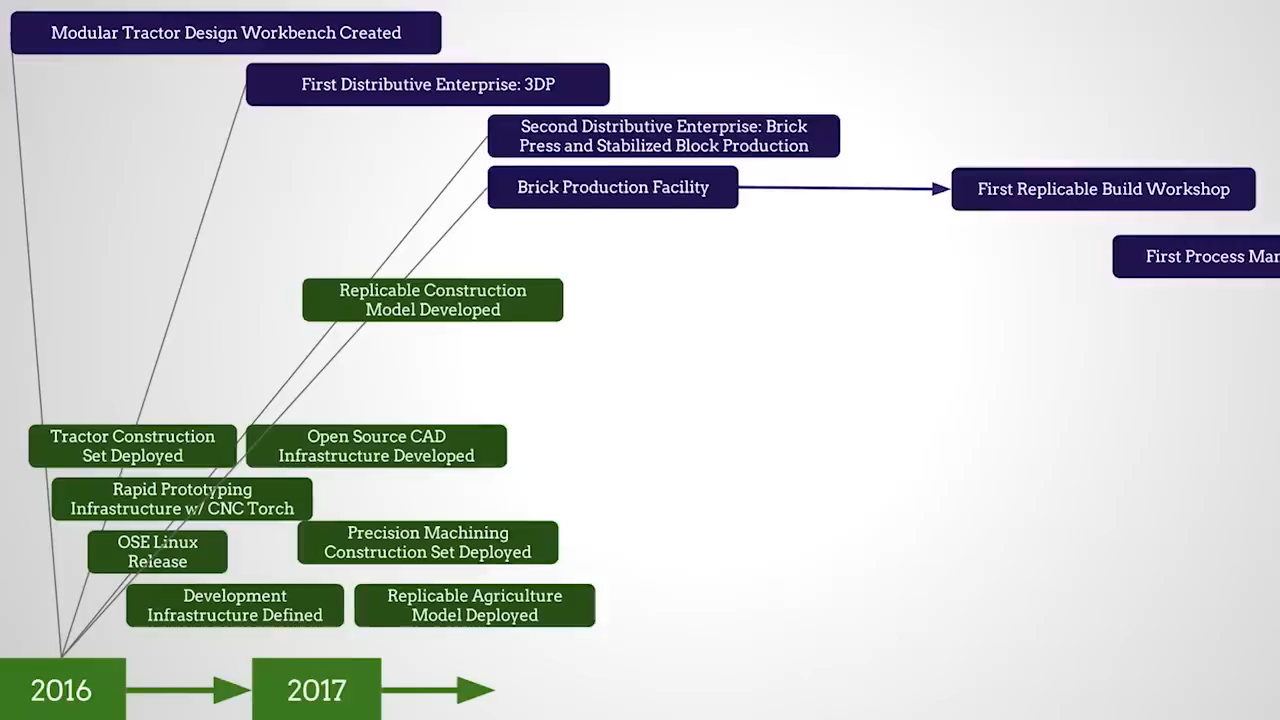 Modular Tractor Design Workbench Created
First Distributive Enterprise: 3DP
Second Distributive Enterprise: Brick
Press and Stabilized Block Production
Brick Production Facility
First Replicable Build Workshop
First Process
Replicable Construction
Model Developed
Tractor Construction
Set Deployed
Open Source CAD
Infrastructure Developed
Rapid Prototyping
Infrastructure w/ CNC Torch
Precision Machining
Construction Set Deployed
OSE Linux
Release
Development
Infrastructure Defined
Replicable Agriculture
Model Deployed
2016
2017